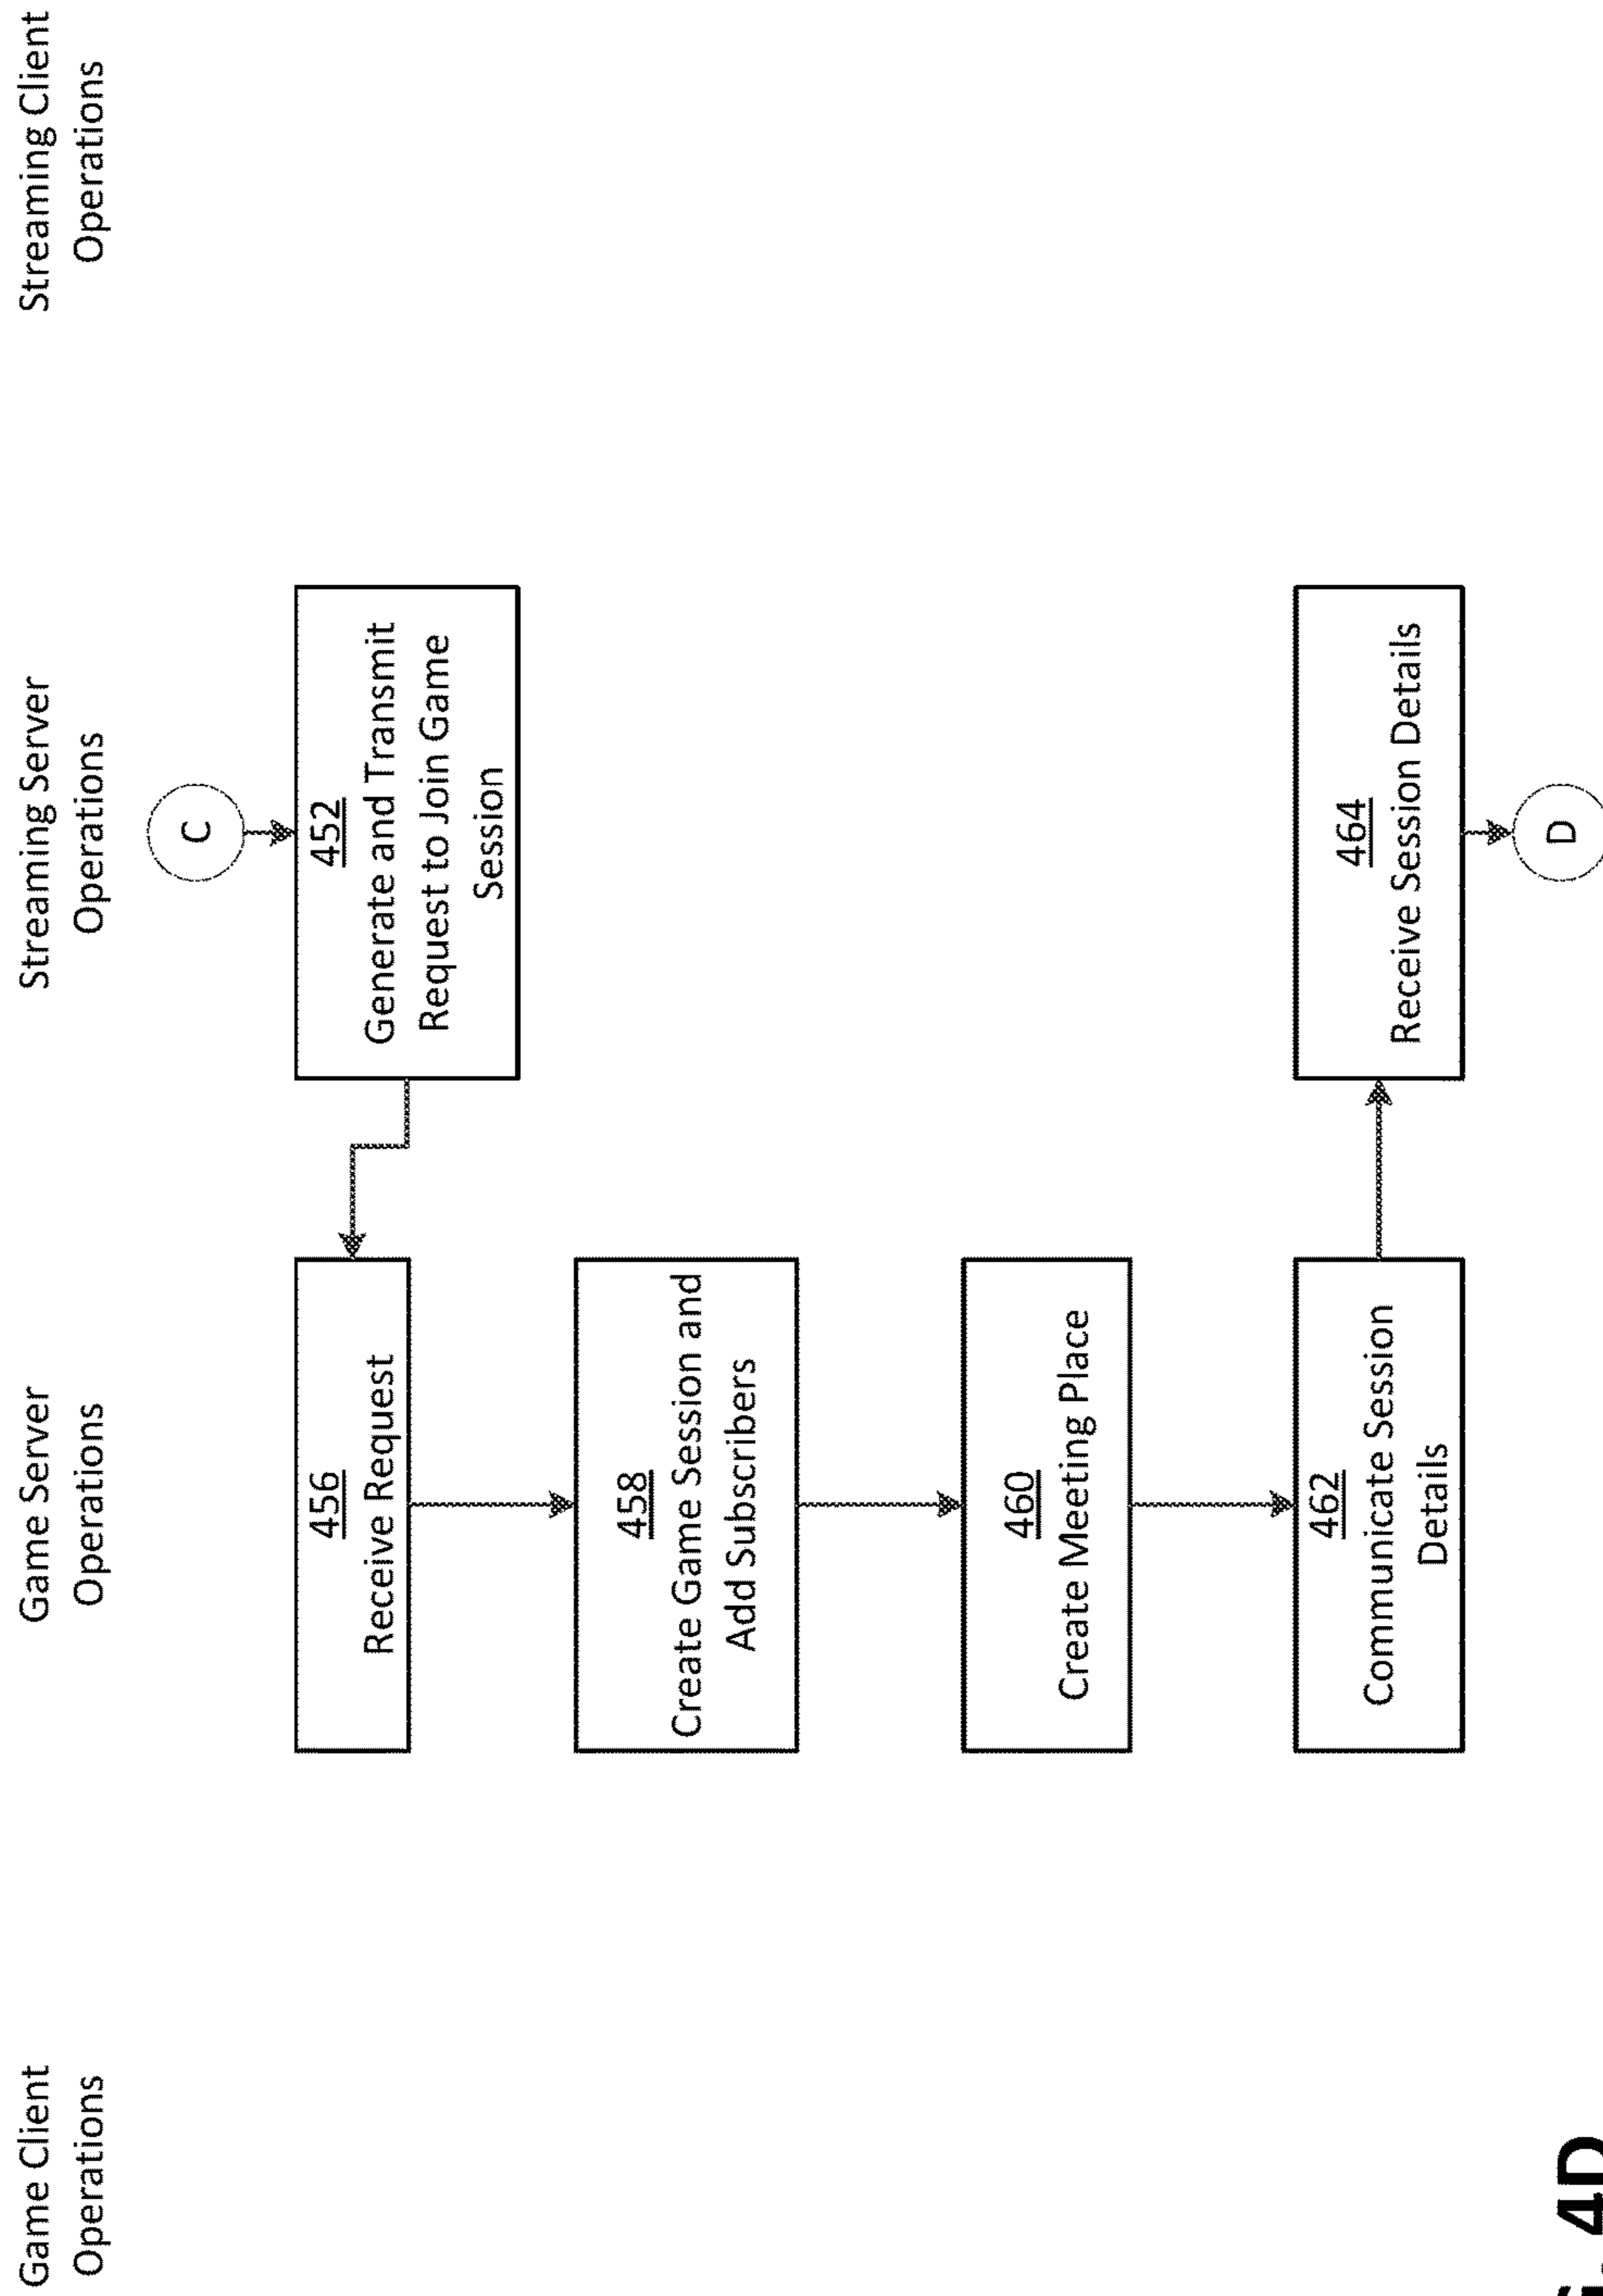 Game Client
Operations
Game Server
Operations
Streaming Server
Operations
Streaming Client
Operations
C
452
Generate and Transmit
Request to Join Game
Session
456
Receive Request
458
Create Game Session and
Add Subscribers
460
Create Meeting Place
462
Communicate Session
Details
464
Receive Session Details
D
4D